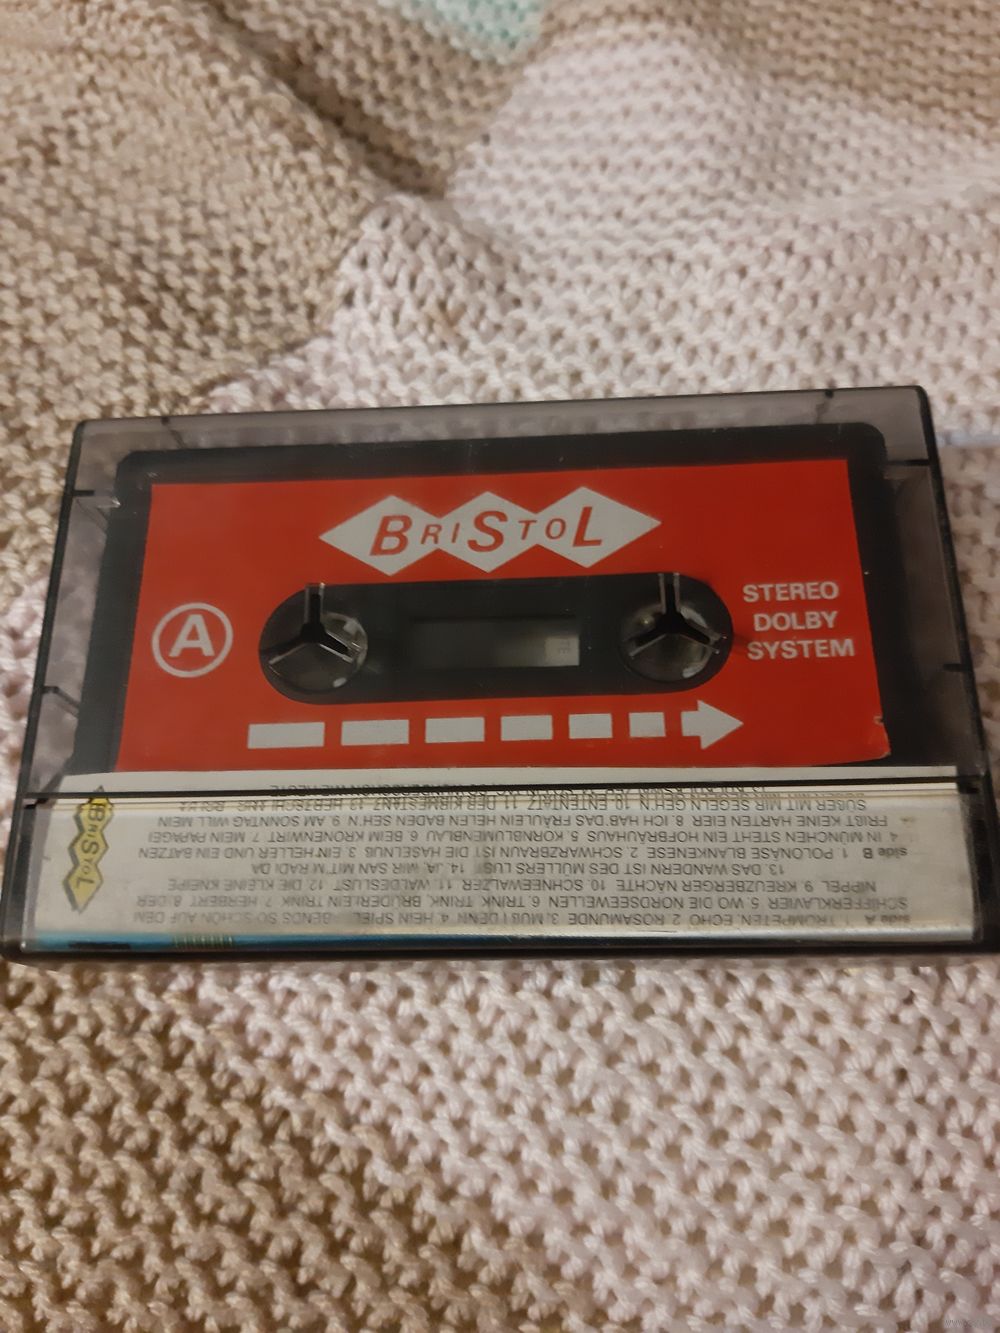 BRISTOL
A
STEREO
DOLBY
SYSTEM
BRISTOL
side A 1. TROMPETEN. ECHO. 2. ROSAMUNDE 3. MUß I DENN 4. HEIN SPIEL ABENDS SO SCHÖN AUF DEM
SCHIFFERKLAVIER 5. WO DIE NORDSEEWELLEN 6. TRINK, TRINK, BRÜDERLEIN TRINK 7. HERBERT 8. DER
NIPPEL 9. KREUZBERGER NÄCHTE 10. SCHNEEWALZER 11. WALDESLUST 12. DIE KLEINE KNEIPE
13. DAS WANDERN IST DES MÜLLERS LUST 14. JA, WIR SAN MIT'M RADL DA
side B 1. POLONÄSE BLANKENESE 2. SCHWARZBRAUN IST DIE HASELNUß 3. EIN HELLER UND EIN BATZEN
4. IN MÜNCHEN STEHT EIN HOFBRÄUHAUS 5. KORNBLUMENBLAU 6. BEIM KRONENWIRT 7. MEIN PAPAGEI
FRIßT KEINE HARTEN EIER 8. ICH HAB DAS FRÄULEIN HELEN BADEN SEH'N 9. AM SONNTAG WILL MEIN
SÜßER MIT MIR SEGELN GEH'N 10. ENTENTATZ 11. DER KIRMESTANZ 12.